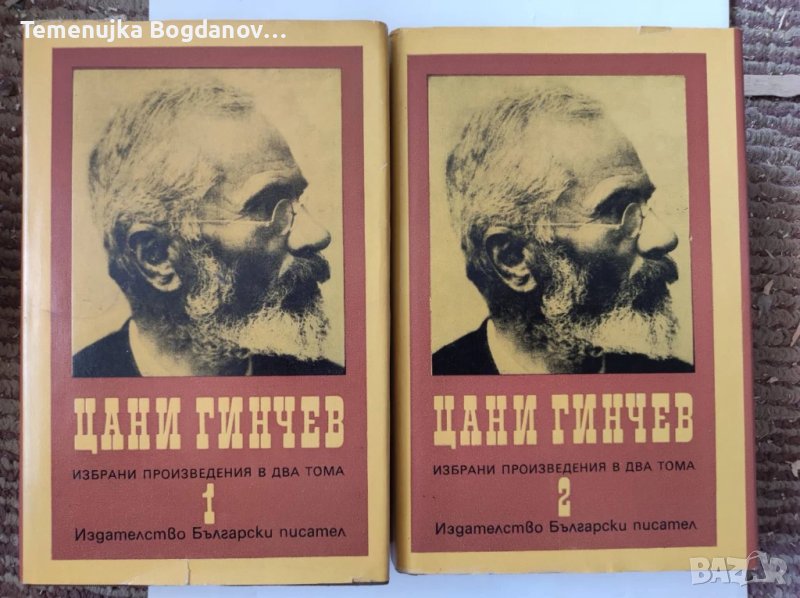 Temenujka Bogdanov...
ЦАНИ ГИНЧЕВ
ИЗБРАНИ ПРОИЗВЕДЕНИЯ В ДВА ТОМА
1
Издателство Български писател
ЦАНИ ГИНЧЕВ
ИЗБРАНИ ПРОИЗВЕДЕНИЯ В ДВА ТОМА
2
Издателство Български писател
BAZAR